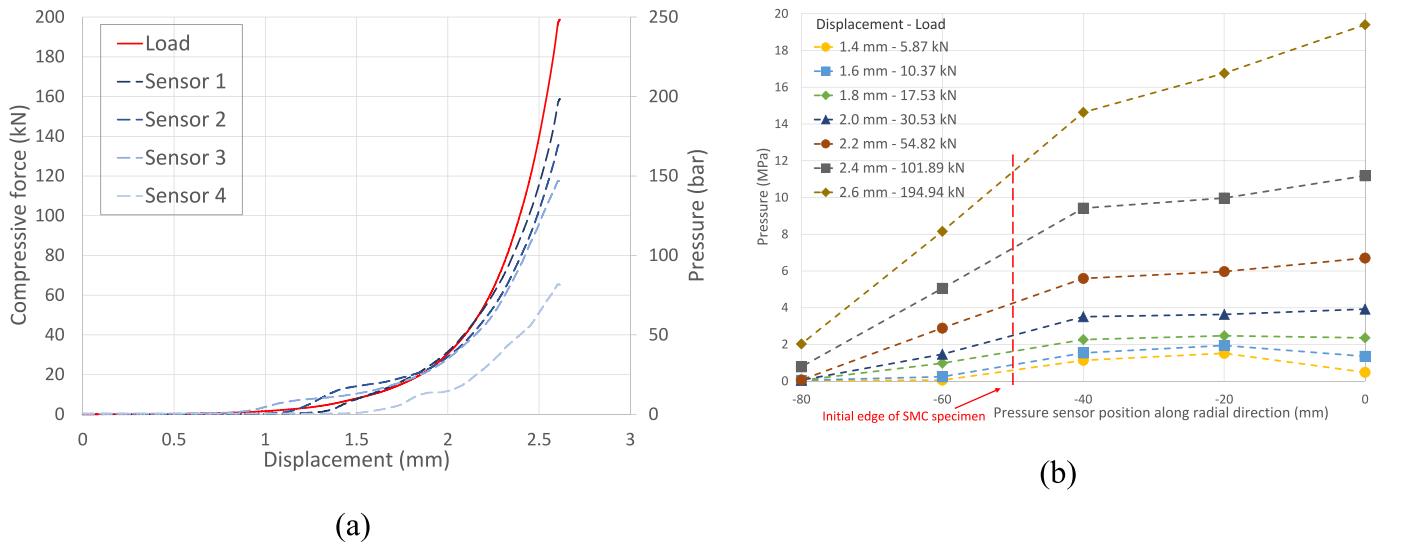 200
180
160
140
120
100
80
60
40
20
0
Compressive force (kN)
Load
Sensor 1
Sensor 2
Sensor 3
Sensor 4
250
200
150
100
50
0
Pressure (bar)
0 0.5 1 1.5 2 2.5 3
Displacement (mm)
(a)
20
18
16
14
12
10
8
6
4
2
0
Pressure (MPa)
Displacement - Load
1.4 mm - 5.87 kN
1.6 mm - 10.37 kN
1.8 mm - 17.53 kN
2.0 mm - 30.53 kN
2.2 mm - 54.82 kN
2.4 mm - 101.89 kN
2.6 mm - 194.94 kN
-80 -60 -40 -20 0
Initial edge of SMC specimen
Pressure sensor position along radial direction (mm)
(b)